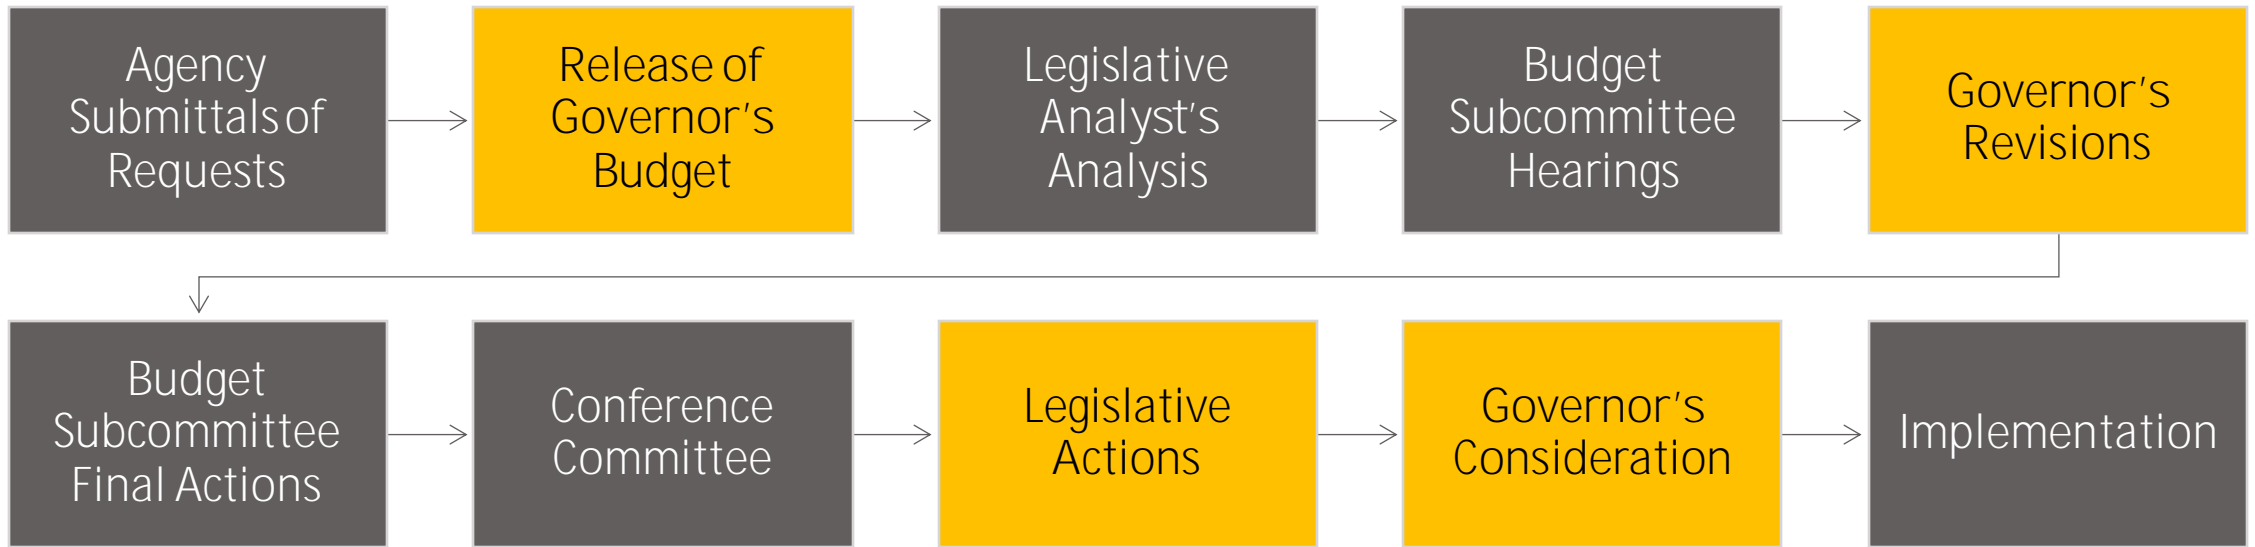 Agency
Submittals of
Requests
Release of
Governor's
Budget
Legislative
Analyst's
Analysis
Budget
Subcommittee
Hearings
Governor's
Revisions
Budget
Subcommittee
Final Actions
Conference
Committee
Legislative
Actions
Governor's
Consideration
Implementation